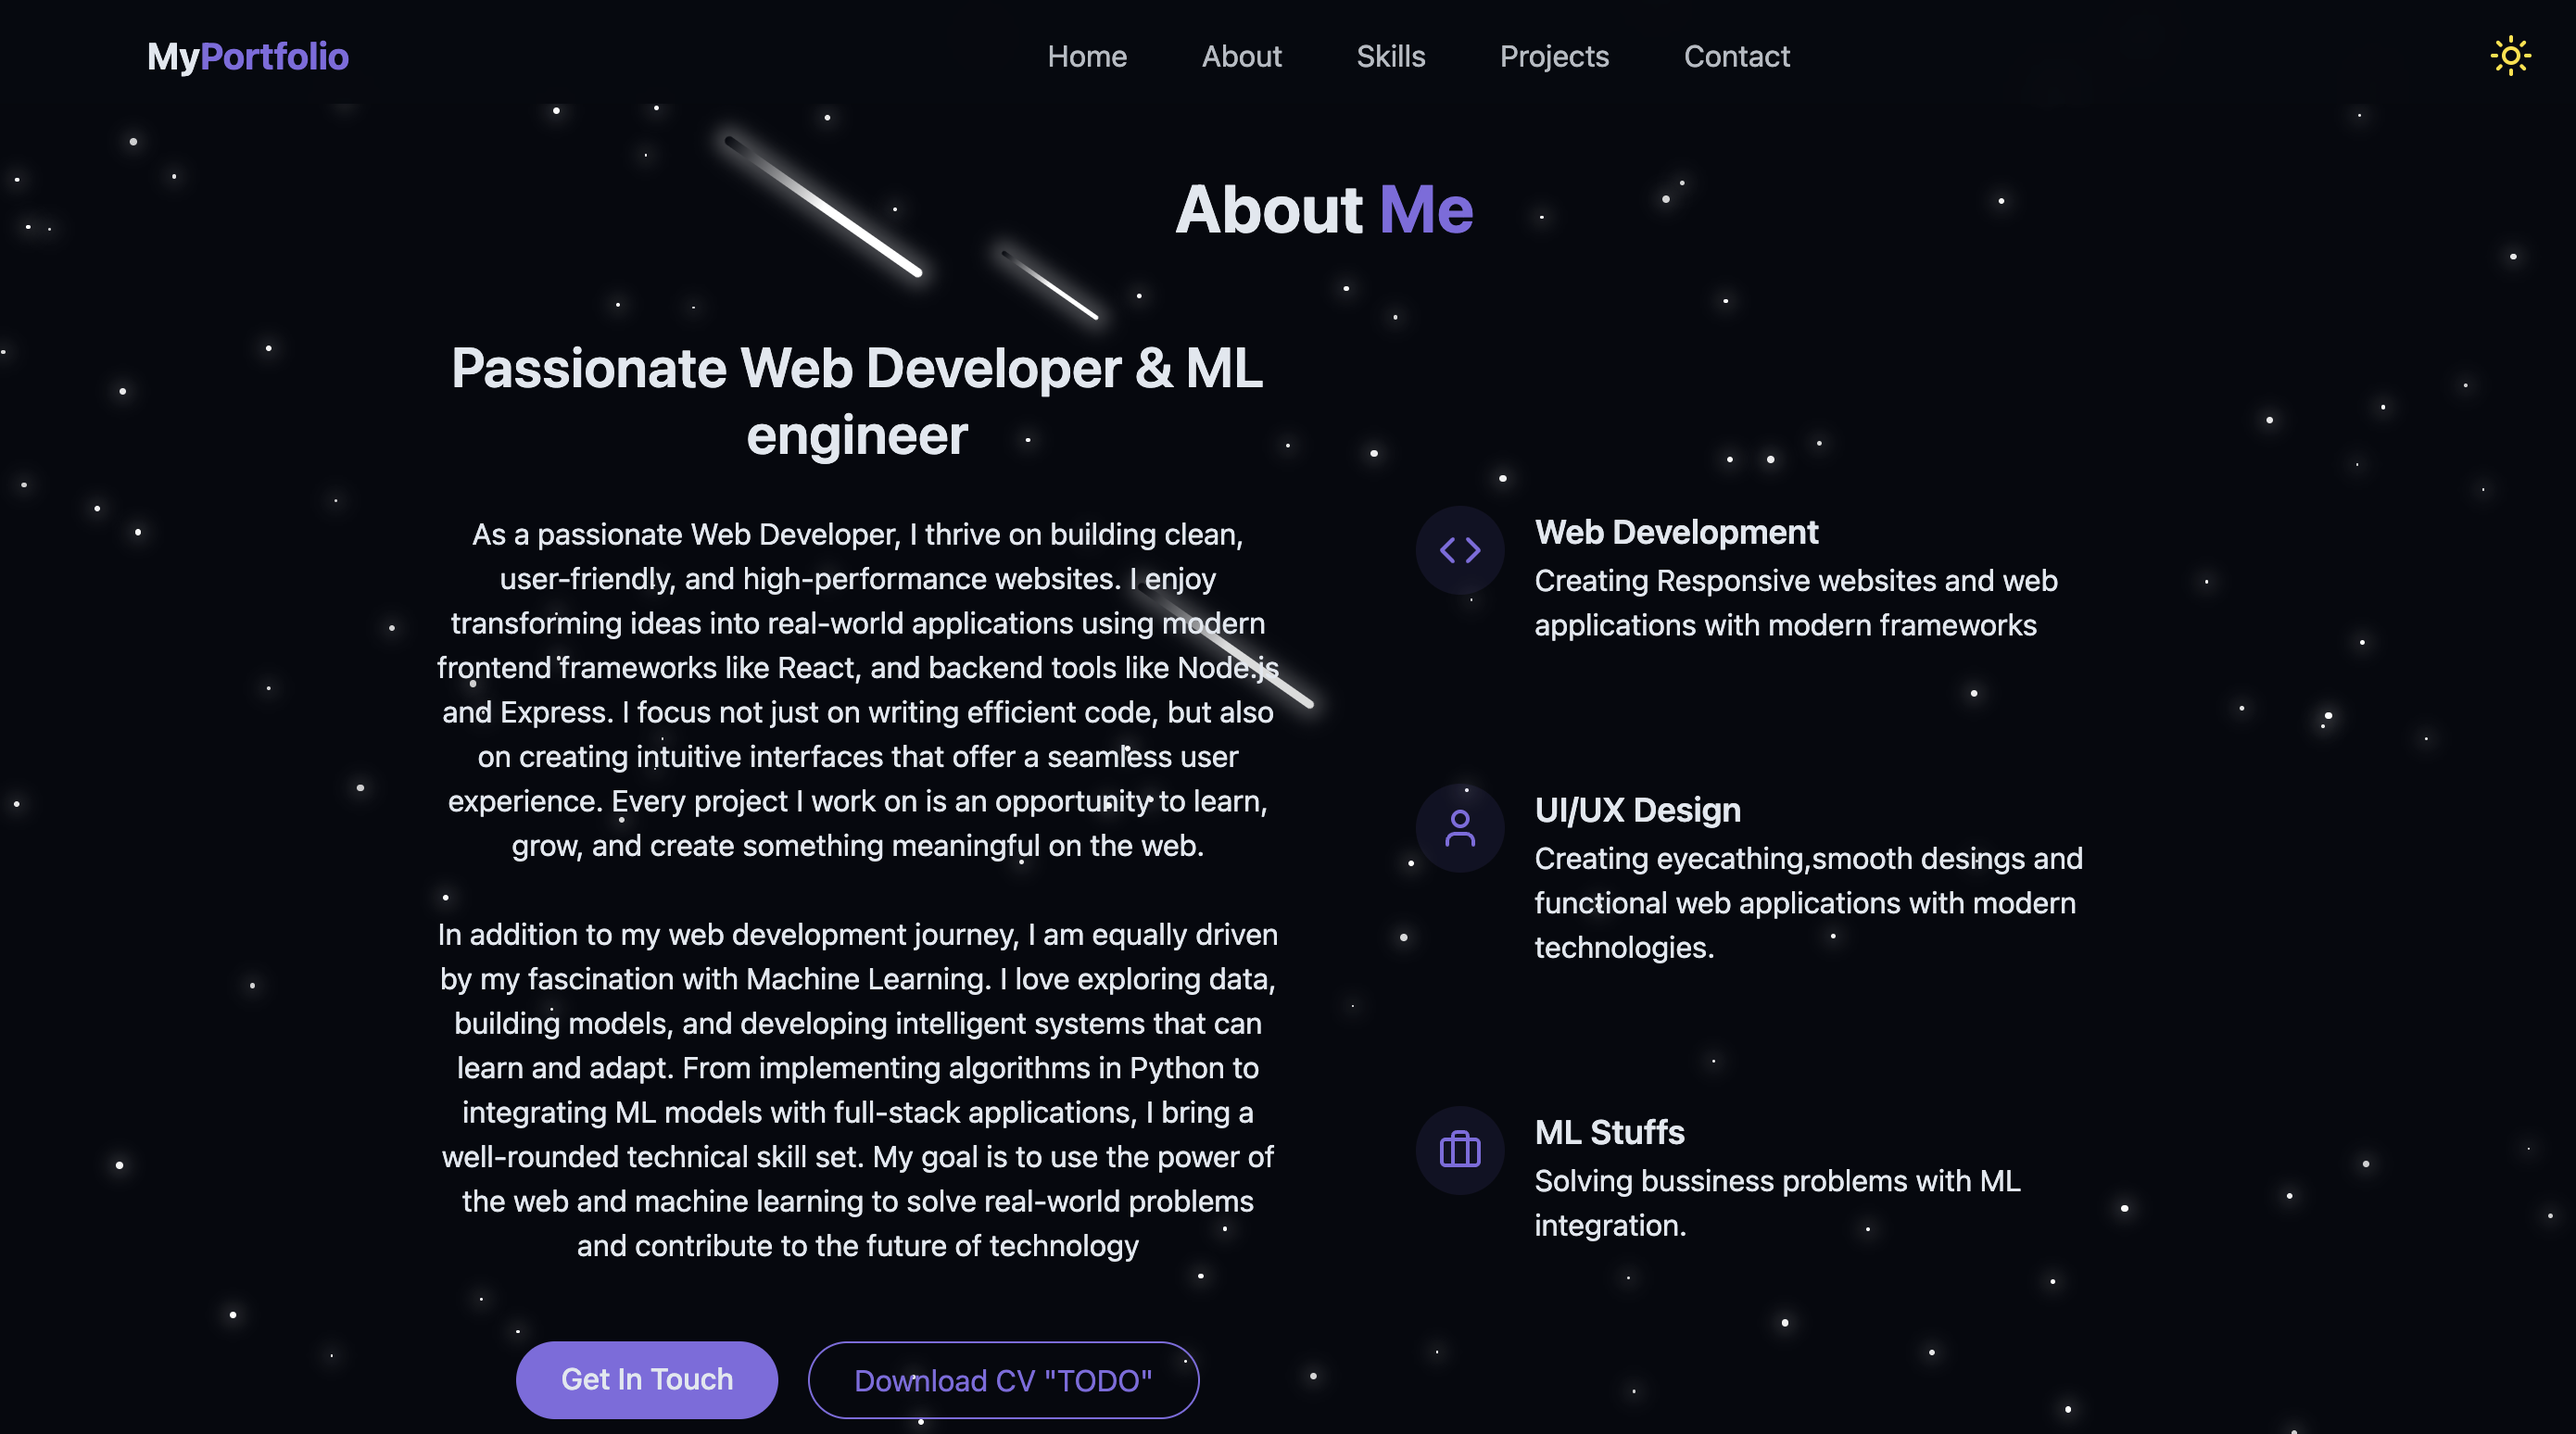 MyPortfolio
Home About Skills Projects Contact
About Me
Passionate Web Developer & ML
engineer
As a passionate Web Developer, I thrive on building clean,
user-friendly, and high-performance websites. I enjoy
transforming ideas into real-world applications using modern
frontend frameworks like React, and backend tools like Node.js
and Express. I focus not just on writing efficient code, but also
on creating intuitive interfaces that offer a seamless user
experience. Every project I work on is an opportunity to learn,
grow, and create something meaningful on the web.
In addition to my web development journey, I am equally driven
by my fascination with Machine Learning. I love exploring data,
building models, and developing intelligent systems that can
learn and adapt. From implementing algorithms in Python to
integrating ML models with full-stack applications, I bring a
well-rounded technical skill set. My goal is to use the power of
the web and machine learning to solve real-world problems
and contribute to the future of technology
Get In Touch
Download CV "TODO"
Web Development
Creating Responsive websites and web
applications with modern frameworks
UI/UX Design
Creating eyecathing,smooth desings and
functional web applications with modern
technologies.
ML Stuffs
Solving bussiness problems with ML
integration.